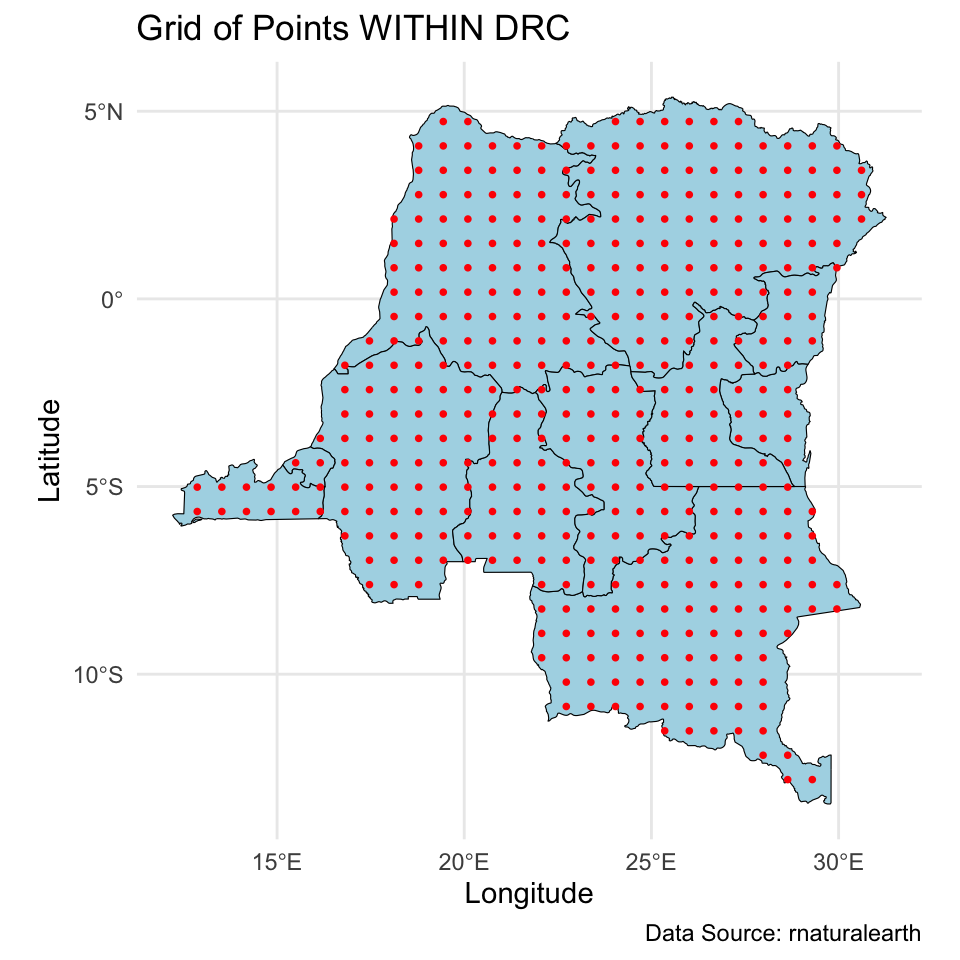 Grid of Points WITHIN DRC
5°N
0°
5°S
10°S
Latitude
15°E
20°E
25°E
30°E
Longitude
Data Source: rnaturalearth